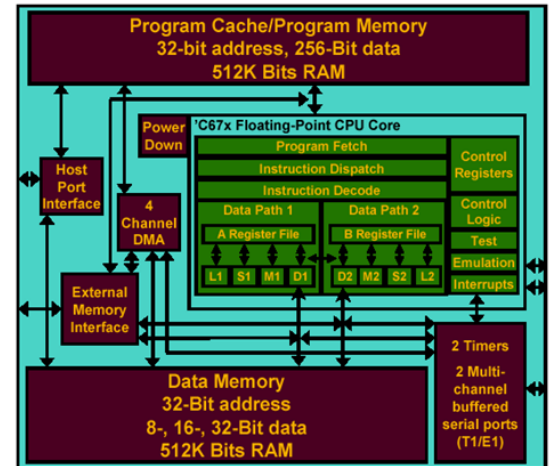 Program Cache/Program Memory
32-bit address, 256-Bit data
512K Bits RAM
Power
Down
'C67x Floating-Point CPU Core
Program Fetch
Instruction Dispatch
Instruction Decode
Control
Registers
Host
Port
Interface
4
Channel
DMA
Data Path 1
Data Path 2
A Register File
B Register File
L1
S1
M1
D1
D2
M2
S2
L2
Control
Logic
Test
Emulation
Interrupts
External
Memory
Interface
2 Timers
2 Multi-
channel
buffered
serial ports
(T1/E1)
Data Memory
32-Bit address
8-, 16-, 32-Bit data
512K Bits RAM